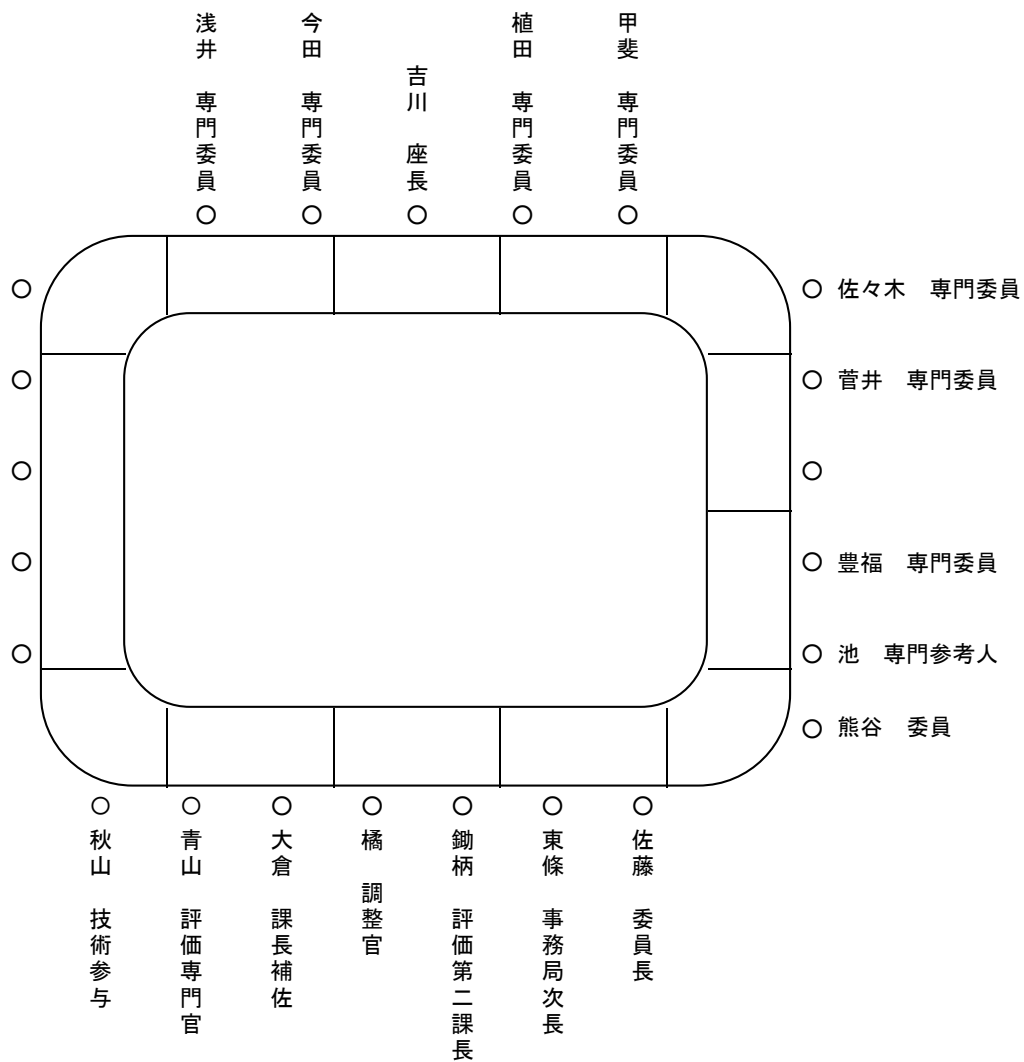 浅井 専門委員
今田 専門委員
吉川 座長
植田 専門委員
甲斐 専門委員
佐々木 専門委員
菅井 専門委員
豊福 専門委員
池 専門参考人
熊谷 委員
秋山 技術参与
青山 評価専門官
大倉 課長補佐
橘 調整官
鋤柄 評価第二課長
東條 事務局次長
佐藤 委員長